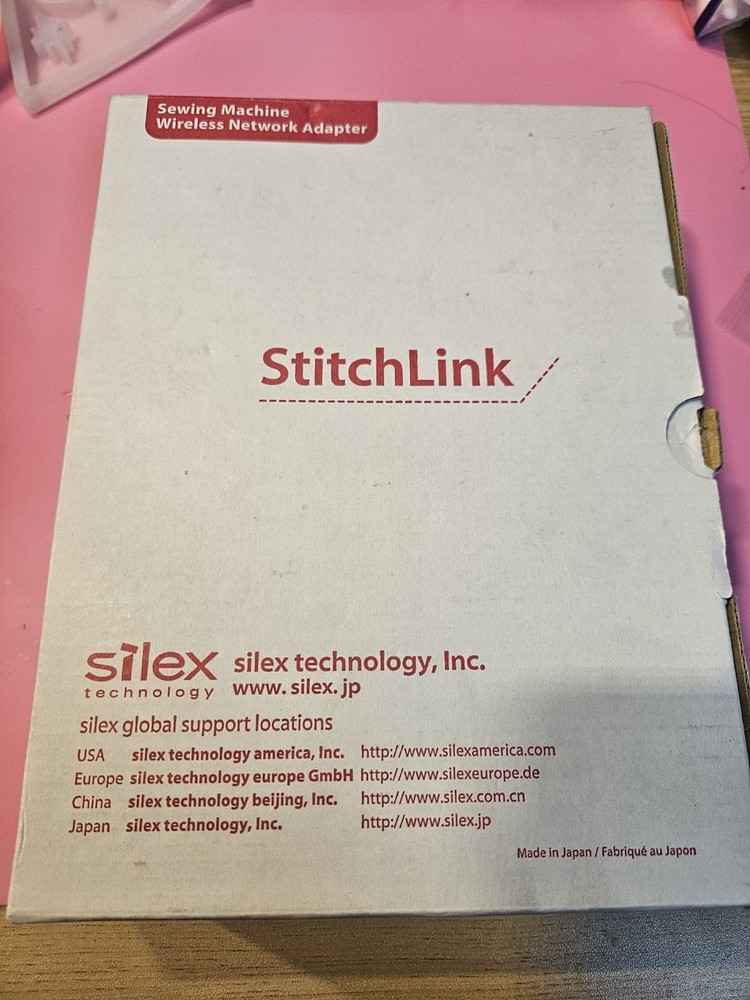 Sewing Machine
Wireless Network Adapter
StitchLink
silex
technology
silex technology, Inc.
www. silex. jp
silex global support locations
USA silex technology america, Inc. http://www.silexamerica.com
Europe silex technology europe GmbH http://www.silexeurope.de
China silex technology beijing, Inc. http://www.silex.com.cn
Japan silex technology, Inc. http://www.silex.jp
Made in Japan / Fabriqué au Japon